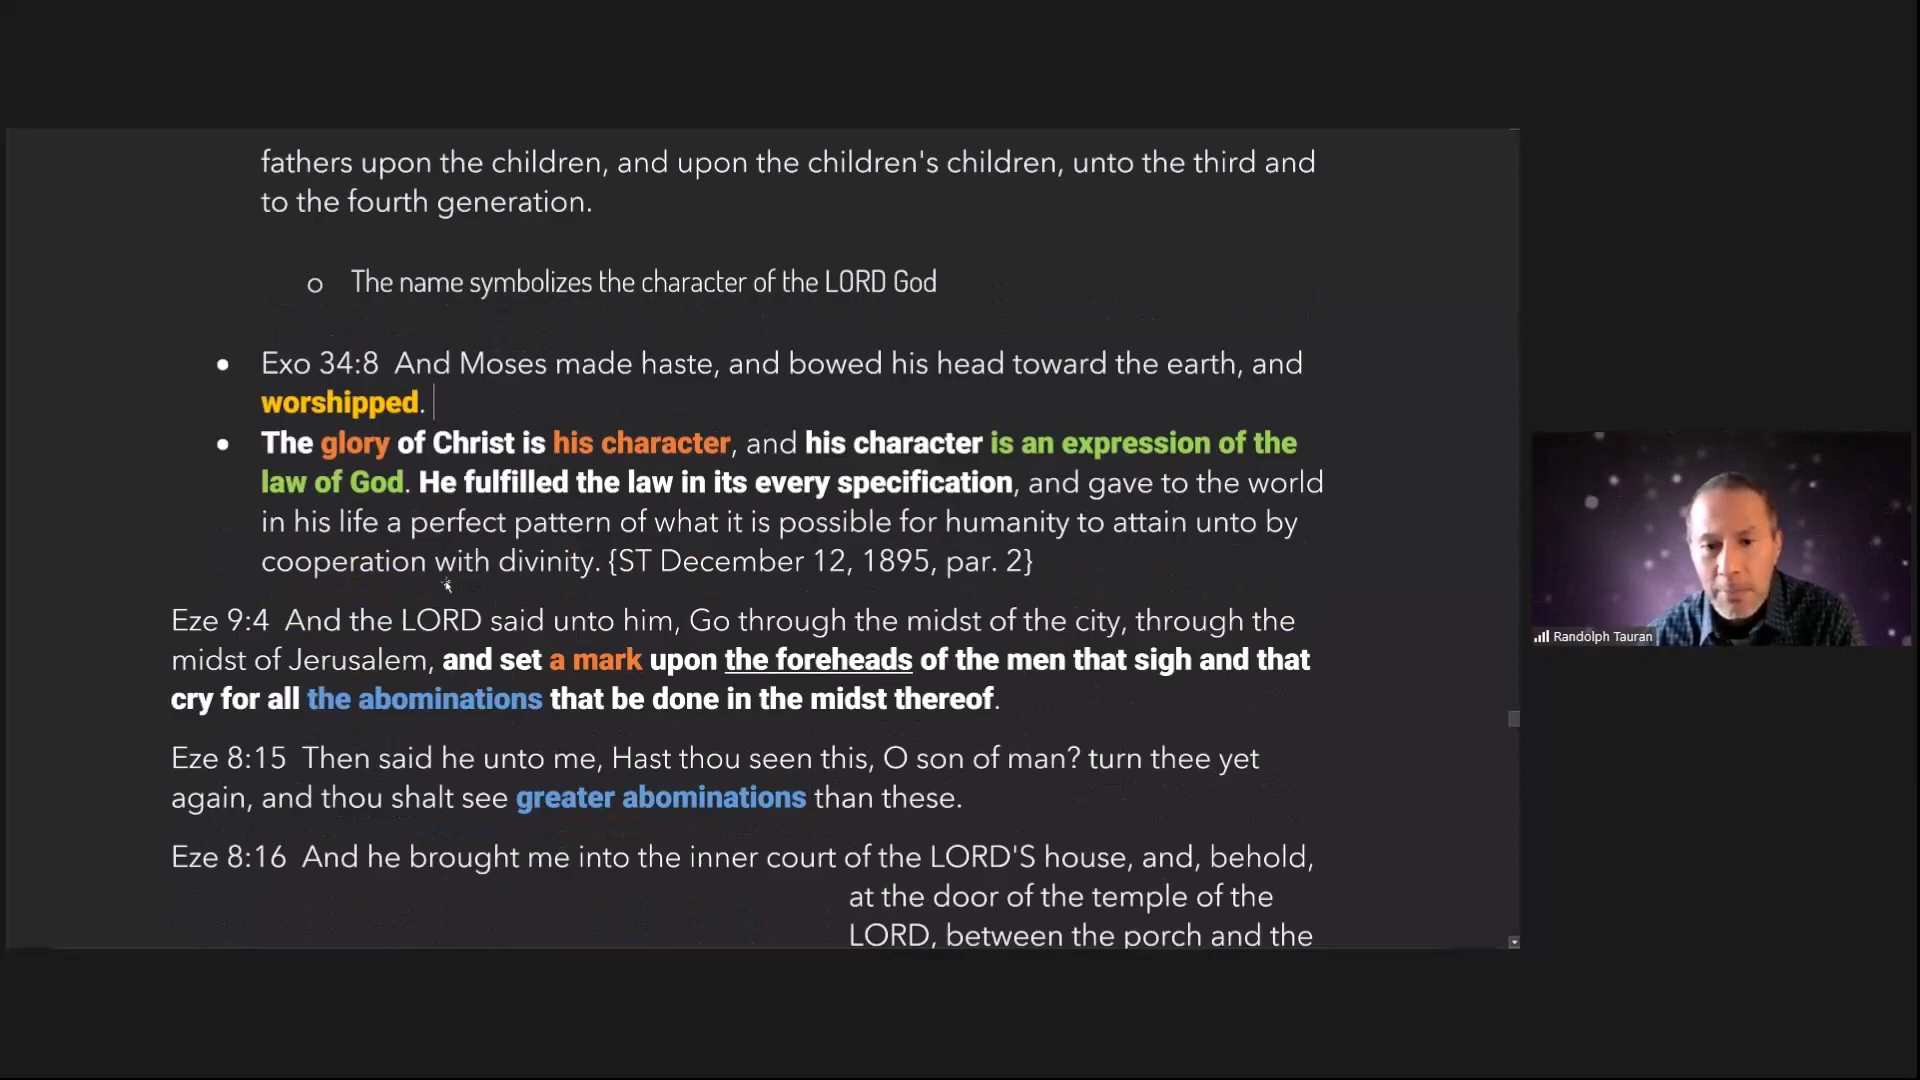 fathers upon the children, and upon the children's children, unto the third and
to the fourth generation.
o The name symbolizes the character of the LORD God
• Exo 34:8 And Moses made haste, and bowed his head toward the earth, and
worshipped.
• The glory of Christ is his character, and his character is an expression of the
law of God. He fulfilled the law in its every specification, and gave to the world
in his life a perfect pattern of what it is possible for humanity to attain unto by
cooperation with divinity. {ST December 12, 1895, par. 2}
Eze 9:4 And the LORD said unto him, Go through the midst of the city, through the
midst of Jerusalem, and set a mark upon the foreheads of the men that sigh and that
cry for all the abominations that be done in the midst thereof.
Eze 8:15 Then said he unto me, Hast thou seen this, O son of man? turn thee yet
again, and thou shalt see greater abominations than these.
Eze 8:16 And he brought me into the inner court of the LORD'S house, and, behold,
at the door of the temple of the
LORD, between the porch and the
Randolph Tauran